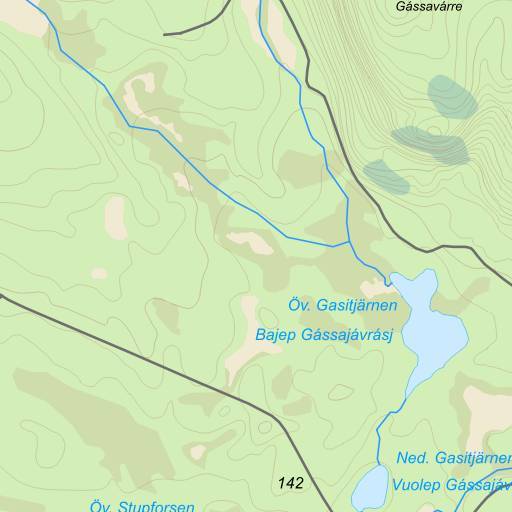 Gássavárre
Öv. Gasitjärnen
Bajep Gássajávrásj
Ned. Gasitjärnen
Vuolep Gássajáv
142
Öv. Stupforsen